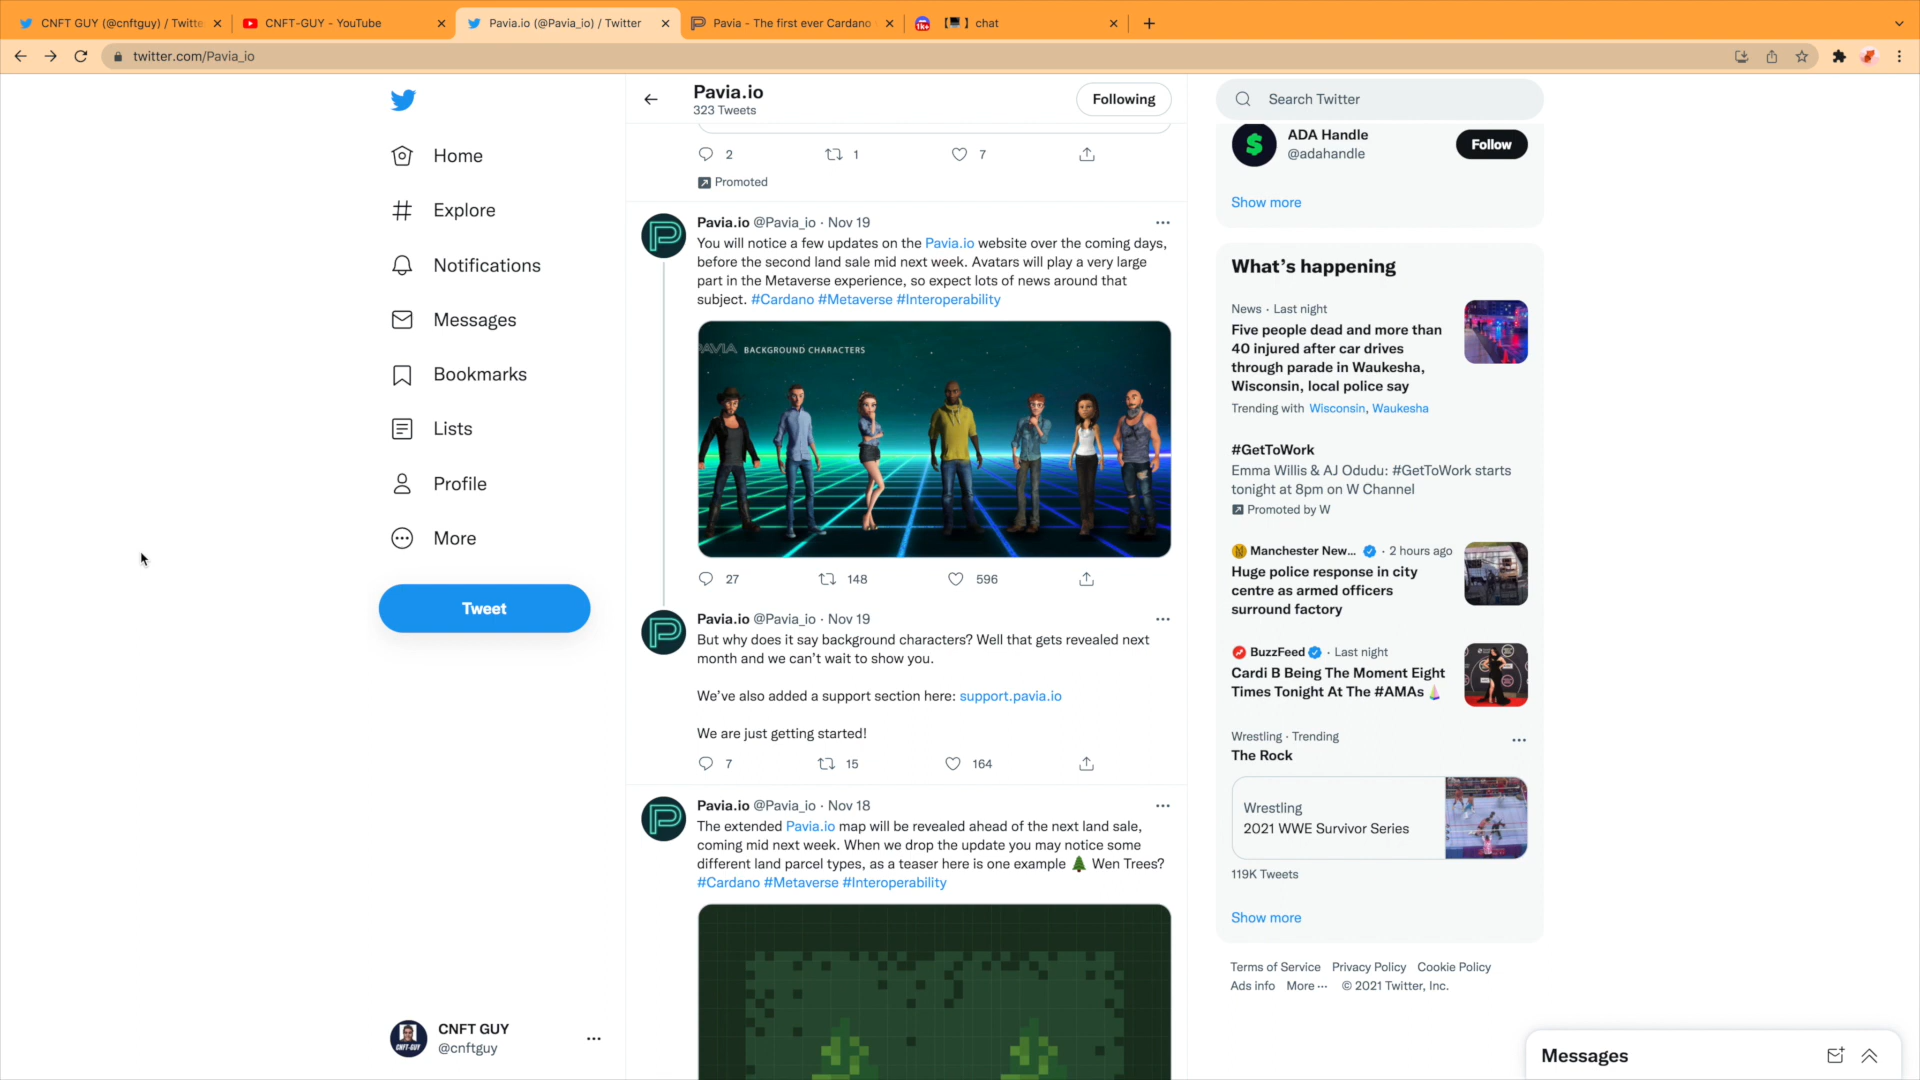 CNFT GUY (@cnftguy) / Twitte
CNFT-GUY - YouTube
Pavia.io (@Pavia_io) / Twitter
Pavia - The first ever Cardano
chat
twitter.com/Pavia_io
Home
Explore
Notifications
Messages
Bookmarks
Lists
Profile
More
Tweet
CNFT GUY
@cnftguy
Pavia.io
323 Tweets
Following
2 1 7
Promoted
Pavia.io @Pavia_io · Nov 19
You will notice a few updates on the Pavia.io website over the coming days,
before the second land sale mid next week. Avatars will play a very large
part in the Metaverse experience, so expect lots of news around that
subject. #Cardano #Metaverse #Interoperability
PAVIA BACKGROUND CHARACTERS
27 148 596
Pavia.io @Pavia_io · Nov 19
But why does it say background characters? Well that gets revealed next
month and we can’t wait to show you.
We’ve also added a support section here: support.pavia.io
We are just getting started!
7 15 164
Pavia.io @Pavia_io · Nov 18
The extended Pavia.io map will be revealed ahead of the next land sale,
coming mid next week. When we drop the update you may notice some
different land parcel types, as a teaser here is one example 🌲 Wen Trees?
#Cardano #Metaverse #Interoperability
Search Twitter
ADA Handle
@adahandle
Follow
Show more
What’s happening
News · Last night
Five people dead and more than
40 injured after car drives
through parade in Waukesha,
Wisconsin, local police say
Trending with Wisconsin, Waukesha
#GetToWork
Emma Willis & AJ Odudu: #GetToWork starts
tonight at 8pm on W Channel
Promoted by W
Manchester New... · 2 hours ago
Huge police response in city
centre as armed officers
surround factory
BuzzFeed · Last night
Cardi B Being The Moment Eight
Times Tonight At The #AMAs
Wrestling · Trending
The Rock
Wrestling
2021 WWE Survivor Series
119K Tweets
Show more
Terms of Service Privacy Policy Cookie Policy
Ads info More ··· © 2021 Twitter, Inc.
Messages